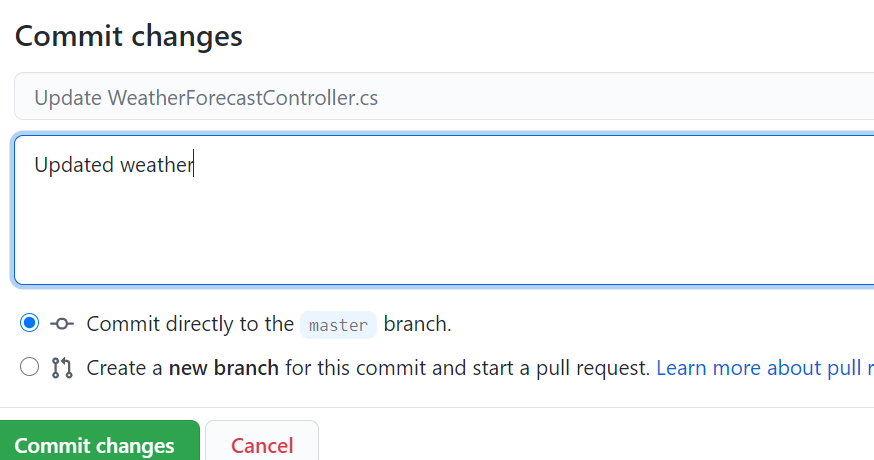 Commit changes
Update WeatherForecastController.cs
Updated weather
Commit directly to the master branch.
Create a new branch for this commit and start a pull request. Learn more about pull
Commit changes Cancel